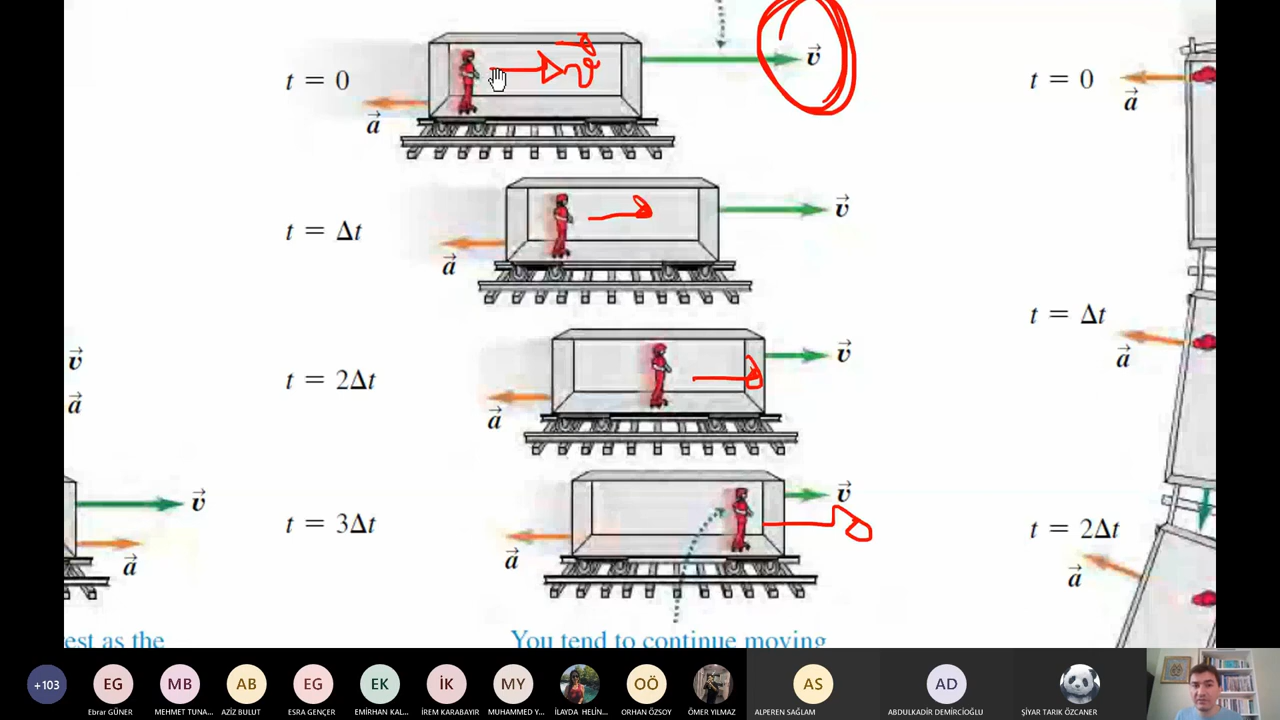 v
t = 0
a
v
t = 0
a
v
t = Δt
a
v
t = Δt
a
v
a
t = 2Δt
a
v
v
a
t = 3Δt
a
v
t = 2Δt
a
est as the
You tend to continue moving
+103
EG
MB
AB
EG
EK
İK
MY
OÖ
AS
AD
Ebrar GÜNER
MEHMET TUNA...
AZİZ BULUT
ESRA GENÇER
EMİRHAN KAL...
İREM KARABAYIR
MUHAMMED Y...
İLAYDA HELİN...
ORHAN ÖZSOY
ÖMER YILMAZ
ALPEREN SAĞLAM
ABDULKADİR DEMİRCİOĞLU
ŞİYAR TARIK ÖZCANER